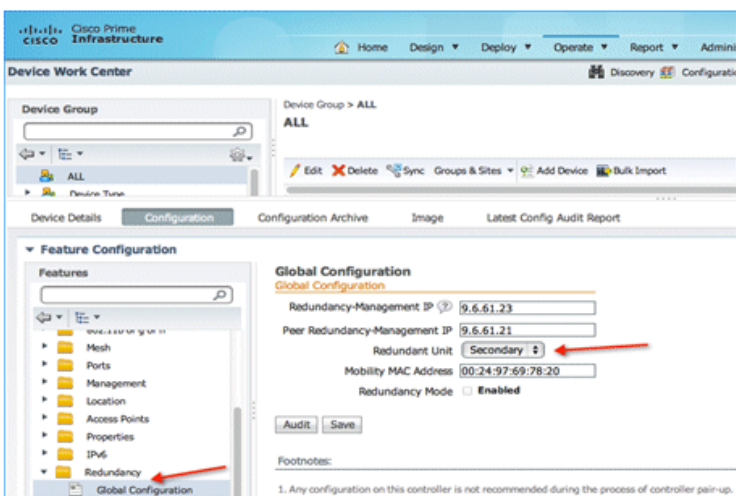 Cisco Prime
CISCO Infrastructure
Home Design Deploy Operate Report Admini
Device Work Center
Discovery Configuratio
Device Group
Device Group > ALL
ALL
ALL
Device Type
Edit Delete Sync Groups & Sites Add Device Bulk Import
Device Details Configuration Configuration Archive Image Latest Config Audit Report
Feature Configuration
Features
Mesh
Ports
Management
Location
Access Points
Properties
IPv6
Redundancy
Global Configuration
Global Configuration
Global Configuration
Redundancy-Management IP 9.6.61.23
Peer Redundancy-Management IP 9.6.61.21
Redundant Unit Secondary
Mobility MAC Address 00:24:97:69:78:20
Redundancy Mode Enabled
Audit Save
Footnotes:
1. Any configuration on this controller is not recommended during the process of controller pair-up.